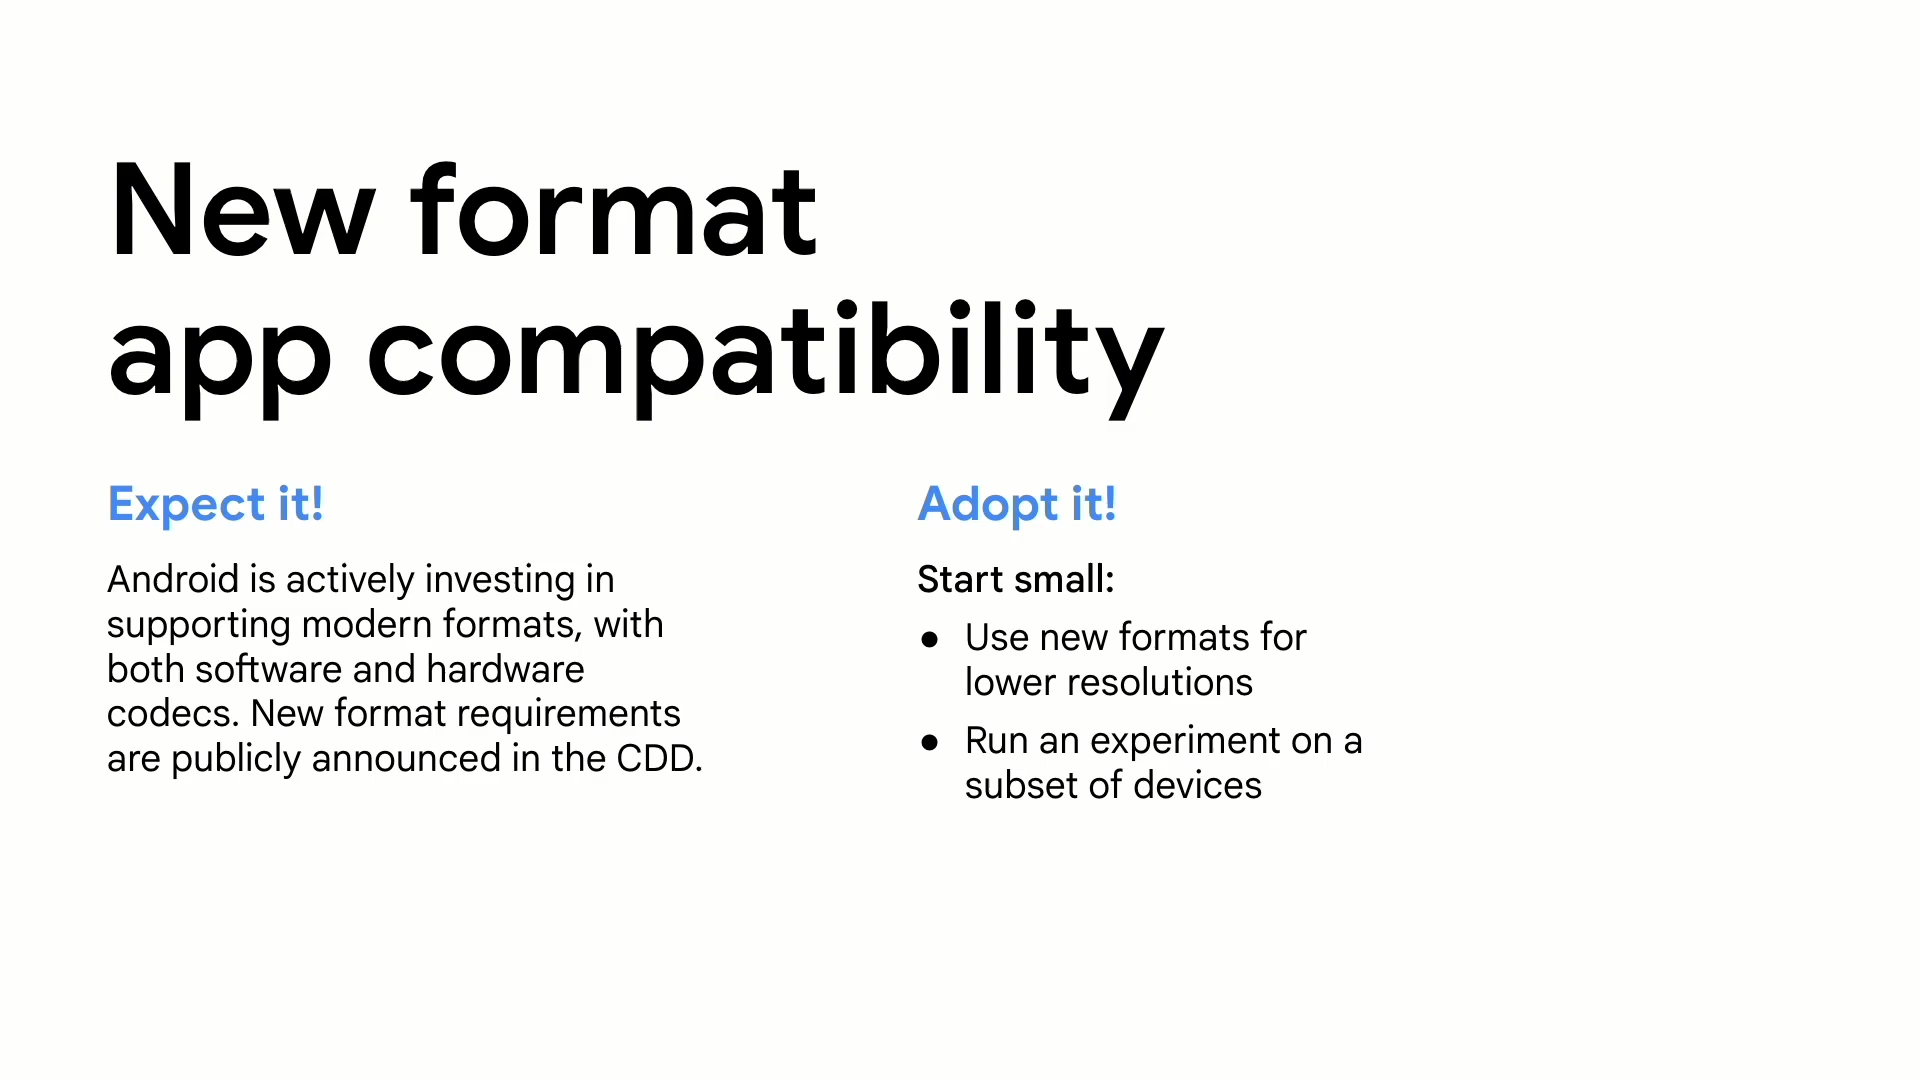 New format
app compatibility
Expect it!
Android is actively investing in
supporting modern formats, with
both software and hardware
codecs. New format requirements
are publicly announced in the CDD.
Adopt it!
Start small:
● Use new formats for
lower resolutions
● Run an experiment on a
subset of devices